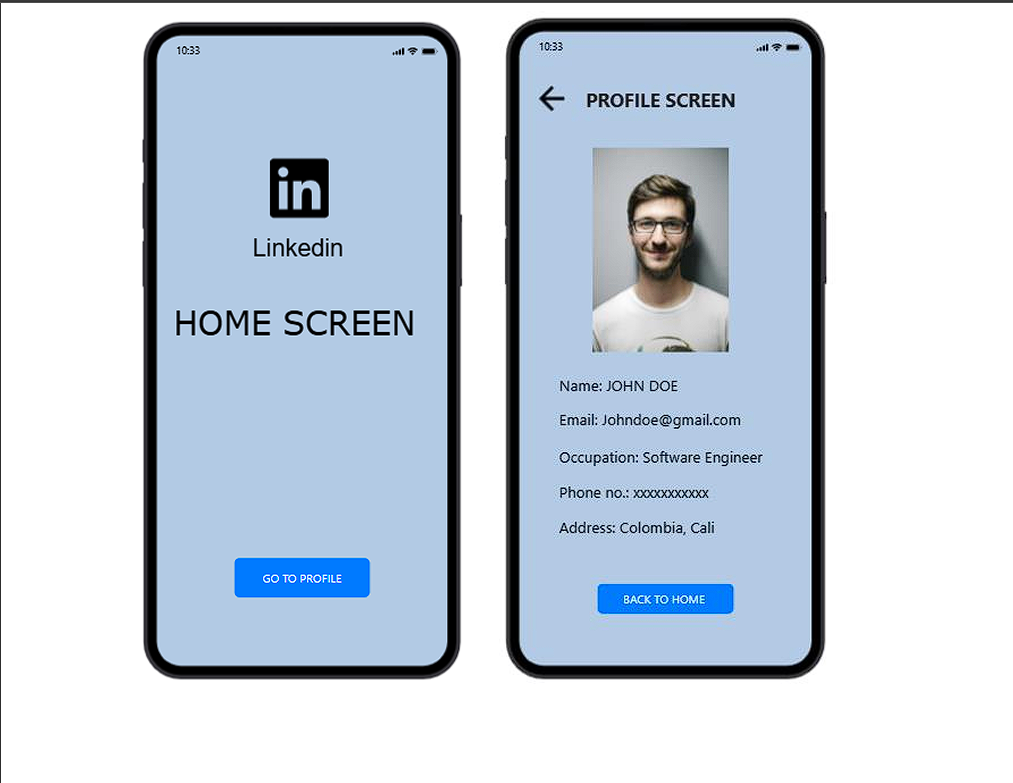 10:33
in
Linkedin
HOME SCREEN
GO TO PROFILE
10:33
PROFILE SCREEN
Name: JOHN DOE
Email: Johndoe@gmail.com
Occupation: Software Engineer
Phone no.: xxxxxxxxxxx
Address: Colombia, Cali
BACK TO HOME